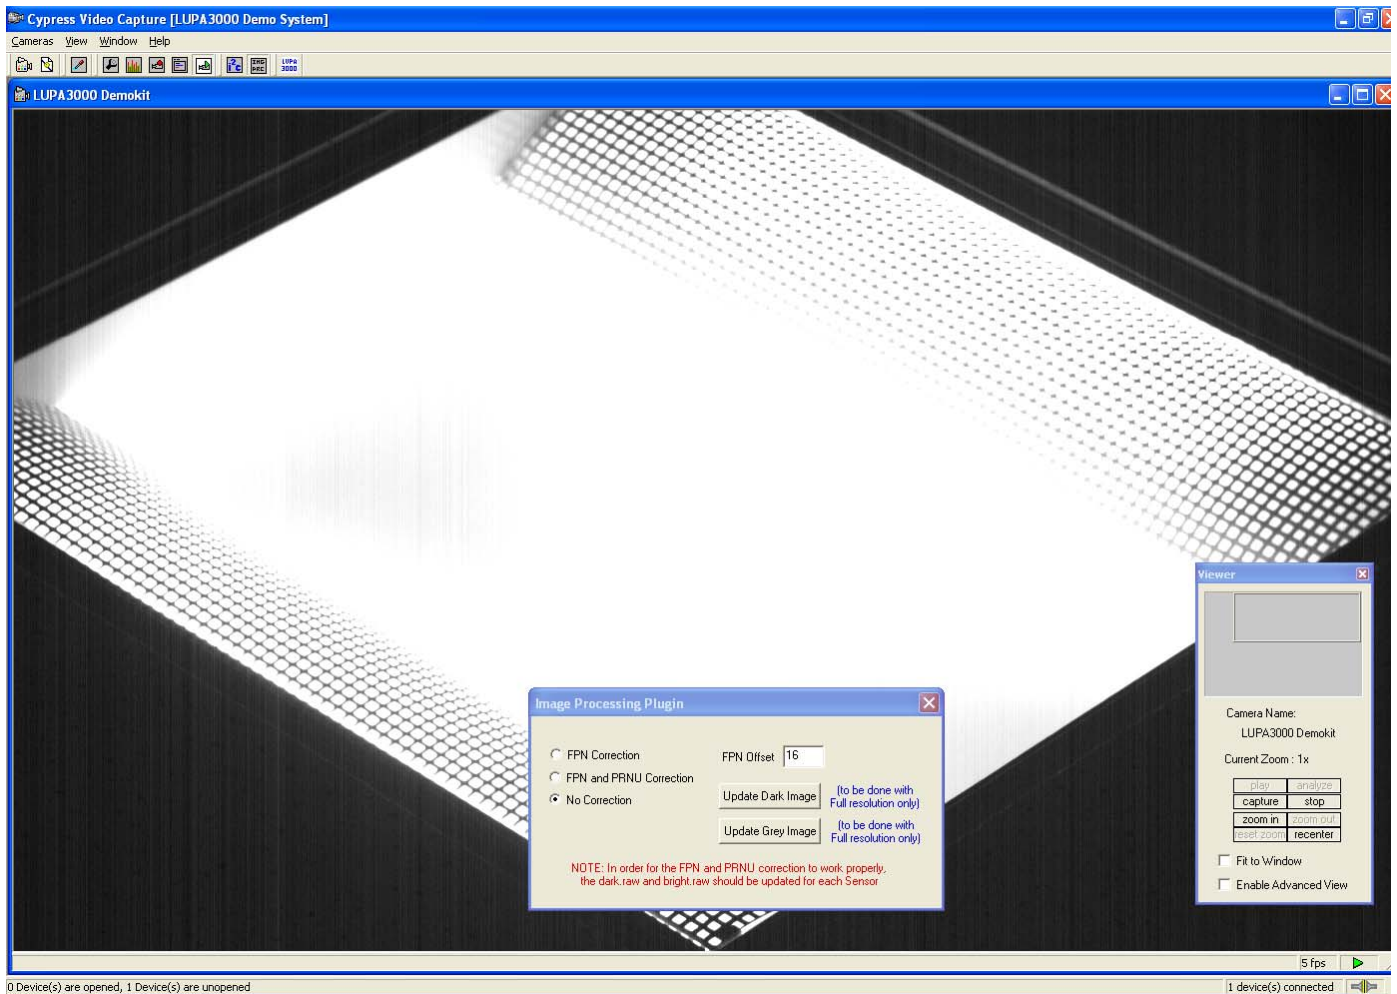 Cypress Video Capture [LUPA3000 Demo System]
Cameras View Window Help
i²c IMG PRC LUPA 3000
LUPA3000 Demokit
Viewer
Camera Name:
LUPA3000 Demokit
Current Zoom : 1x
play analyze
capture stop
zoom in zoom out
reset zoom recenter
Fit to Window
Enable Advanced View
Image Processing Plugin
FPN Correction
FPN and PRNU Correction
No Correction
FPN Offset 16
Update Dark Image (to be done with
Full resolution only)
Update Grey Image (to be done with
Full resolution only)
NOTE: In order for the FPN and PRNU correction to work properly,
the dark.raw and bright.raw should be updated for each Sensor
5 fps
0 Device(s) are opened, 1 Device(s) are unopened
1 device(s) connected